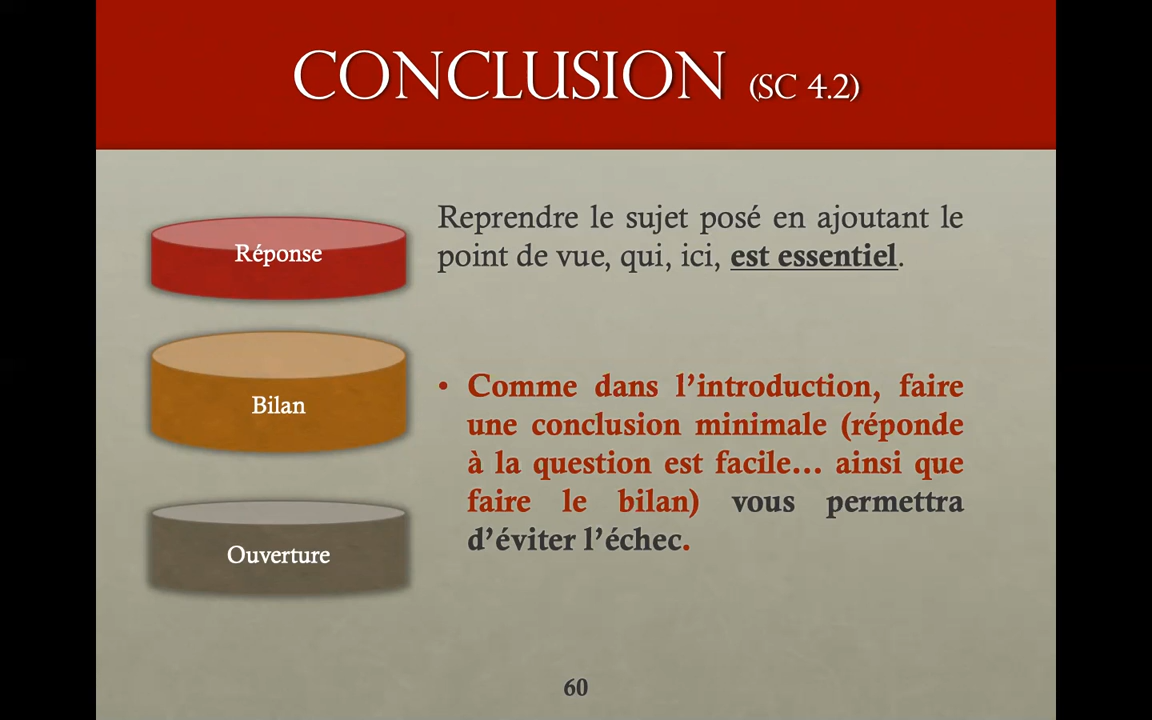 CONCLUSION (SC 4.2)
Réponse
Reprendre le sujet posé en ajoutant le
point de vue, qui, ici, est essentiel.
Bilan
• Comme dans l'introduction, faire
une conclusion minimale (réponde
à la question est facile… ainsi que
faire le bilan) vous permettra
d'éviter l'échec.
Ouverture
60